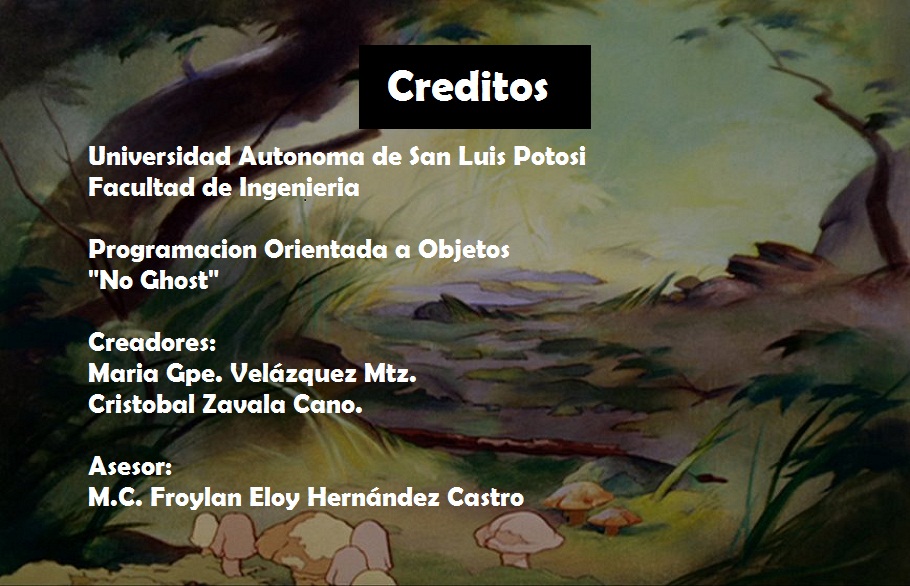 Creditos
Universidad Autonoma de San Luis Potosi
Facultad de Ingenieria
Programacion Orientada a Objetos
"No Ghost"
Creadores:
Maria Gpe. Velázquez Mtz.
Cristobal Zavala Cano.
Asesor:
M.C. Froylan Eloy Hernández Castro